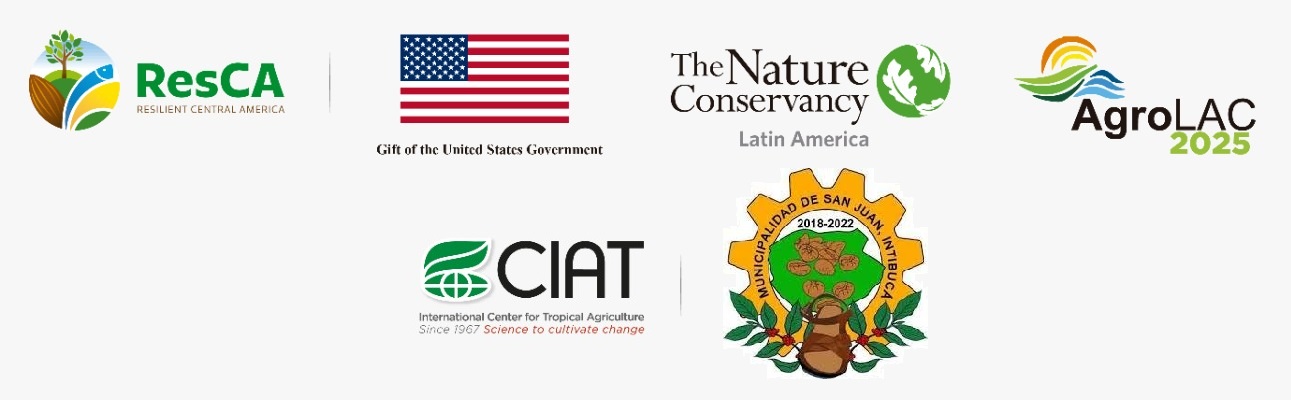 ResCA
RESILIENT CENTRAL AMERICA
Gift of the United States Government
The Nature
Conservancy
Latin America
AgroLAC
2025
CIAT
International Center for Tropical Agriculture
Since 1967 Science to cultivate change
MUNICIPALIDAD DE SAN JUAN, INTIBUCA
2018-2022